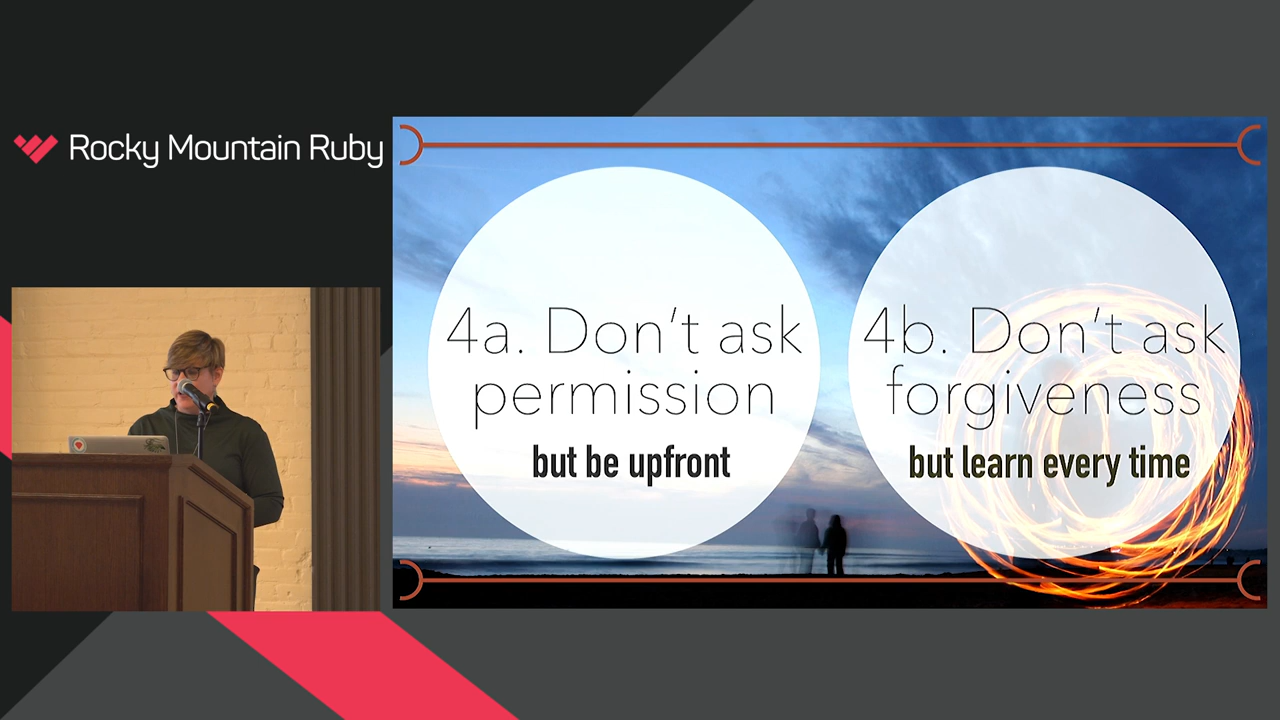 Rocky Mountain Ruby
4a. Don't ask
permission
but be upfront
4b. Don't ask
forgiveness
but learn every time